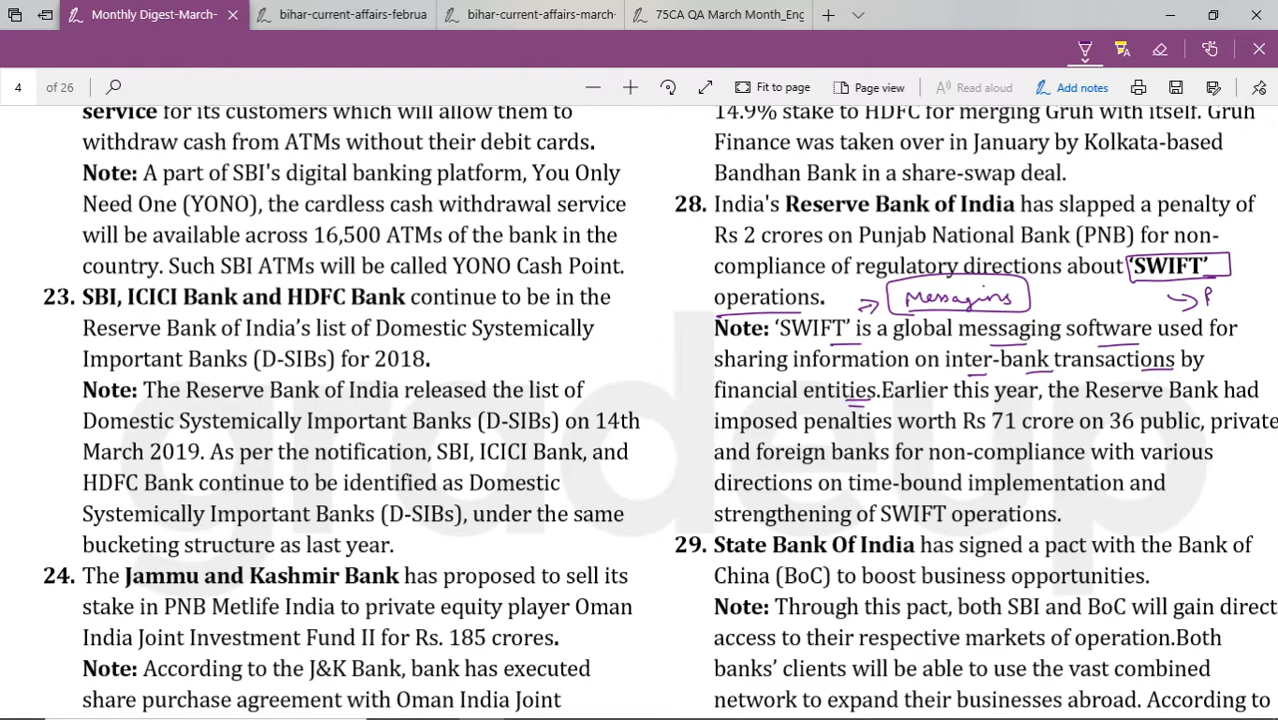 Monthly Digest-March-
bihar-current-affairs-februa
bihar-current-affairs-march-
75CA QA March Month_Eng
4 of 26
Fit to page
Page view
Read aloud
Add notes
service for its customers which will allow them to
withdraw cash from ATMs without their debit cards.
Note: A part of SBI's digital banking platform, You Only
Need One (YONO), the cardless cash withdrawal service
will be available across 16,500 ATMs of the bank in the
country. Such SBI ATMs will be called YONO Cash Point.
23. SBI, ICICI Bank and HDFC Bank continue to be in the
Reserve Bank of India’s list of Domestic Systemically
Important Banks (D-SIBs) for 2018.
Note: The Reserve Bank of India released the list of
Domestic Systemically Important Banks (D-SIBs) on 14th
March 2019. As per the notification, SBI, ICICI Bank, and
HDFC Bank continue to be identified as Domestic
Systemically Important Banks (D-SIBs), under the same
bucketing structure as last year.
24. The Jammu and Kashmir Bank has proposed to sell its
stake in PNB Metlife India to private equity player Oman
India Joint Investment Fund II for Rs. 185 crores.
Note: According to the J&K Bank, bank has executed
share purchase agreement with Oman India Joint
14.9% stake to HDFC for merging Gruh with itself. Gruh
Finance was taken over in January by Kolkata-based
Bandhan Bank in a share-swap deal.
28. India's Reserve Bank of India has slapped a penalty of
Rs 2 crores on Punjab National Bank (PNB) for non-
compliance of regulatory directions about ‘SWIFT’
operations.
Messaging
P
Note: ‘SWIFT’ is a global messaging software used for
sharing information on inter-bank transactions by
financial entities.Earlier this year, the Reserve Bank had
imposed penalties worth Rs 71 crore on 36 public, private
and foreign banks for non-compliance with various
directions on time-bound implementation and
strengthening of SWIFT operations.
29. State Bank Of India has signed a pact with the Bank of
China (BoC) to boost business opportunities.
Note: Through this pact, both SBI and BoC will gain direct
access to their respective markets of operation.Both
banks’ clients will be able to use the vast combined
network to expand their businesses abroad. According to
gradeup